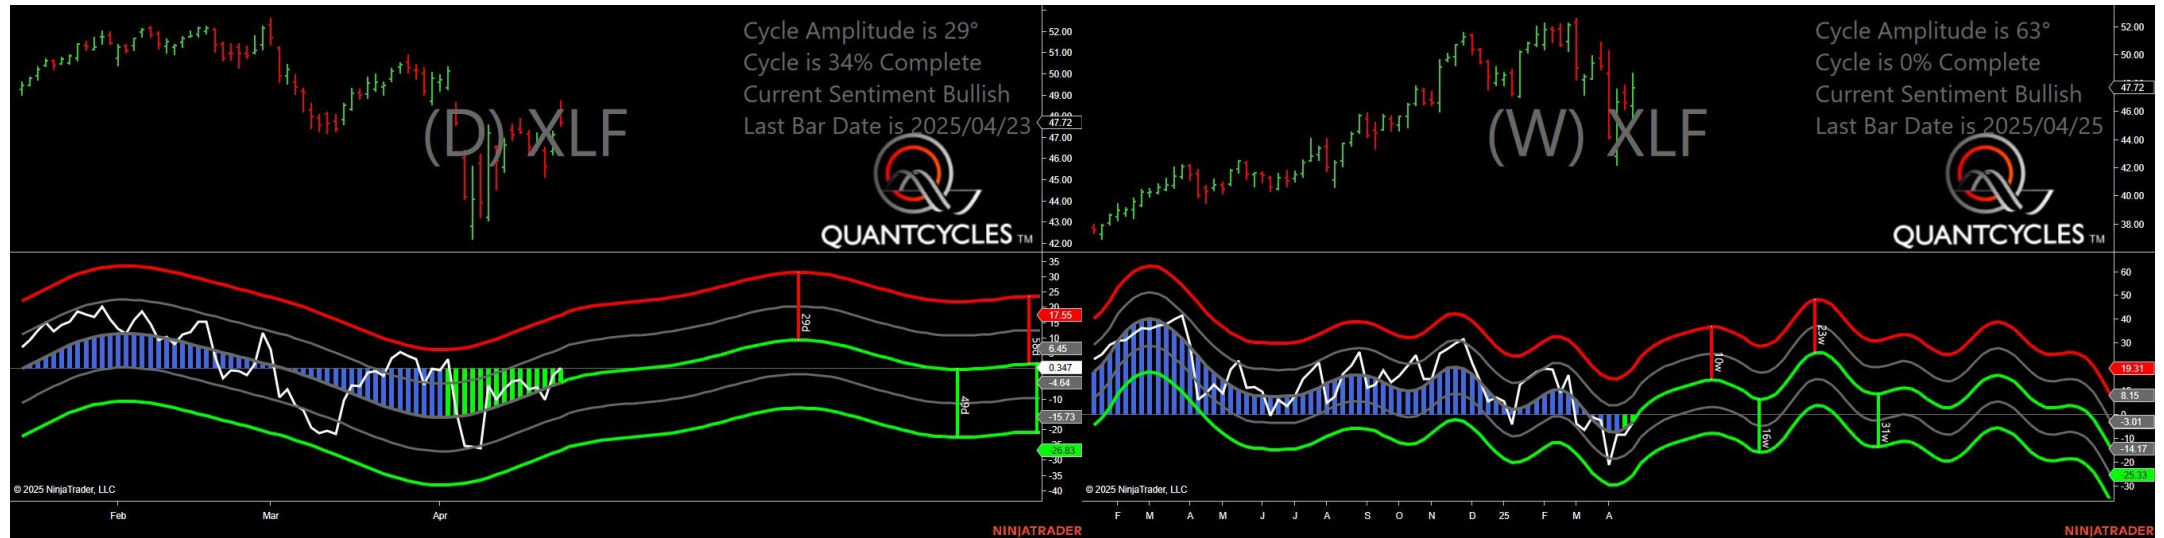 Cycle Amplitude is 29°
Cycle is 34% Complete
Current Sentiment Bullish
Last Bar Date is 2025/04/23
(D) XLF
QUANTCYCLES TM
52.00
51.00
50.00
49.00
48.00
47.72
47.00
46.00
45.00
44.00
43.00
42.00
35
30
25
20
17.55
15
10
6.45
0.347
-4.64
-10
-15.73
-20
-26.83
-30
-35
-40
29d
49d
58d
© 2025 NinjaTrader, LLC
Feb Mar Apr
NINJATRADER
Cycle Amplitude is 63°
Cycle is 0% Complete
Current Sentiment Bullish
Last Bar Date is 2025/04/25
(W) XLF
QUANTCYCLES TM
52.00
50.00
47.72
46.00
44.00
42.00
40.00
38.00
60
50
40
30
19.31
8.15
-3.01
-10
-14.17
-20
-25.33
-30
10w
16w
23w
31w
© 2025 NinjaTrader, LLC
F M A M J J A S O N D 25 F M A
NINJATRADER